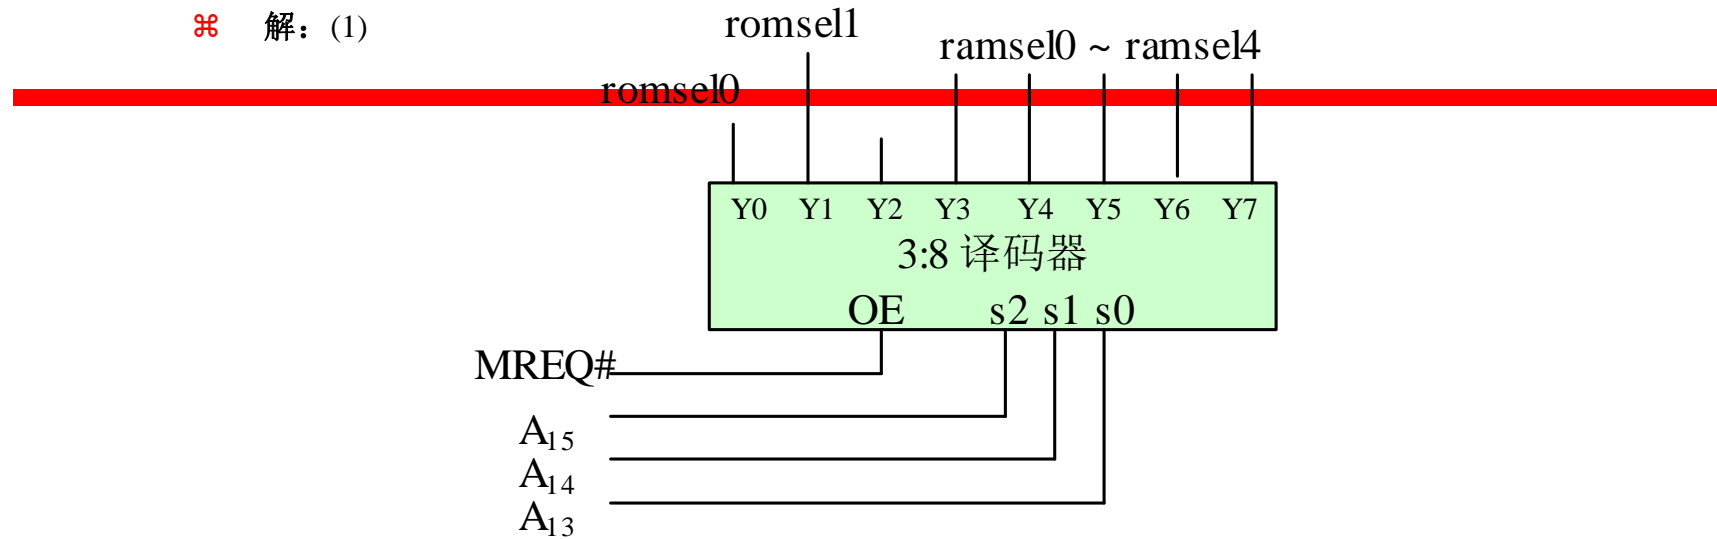 ⌘ 解：(1)
romsel1
ramsel0 ~ ramsel4
romsel0
Y0 Y1 Y2 Y3 Y4 Y5 Y6 Y7
3:8 译码器
OE s2 s1 s0
MREQ#
A15
A14
A13